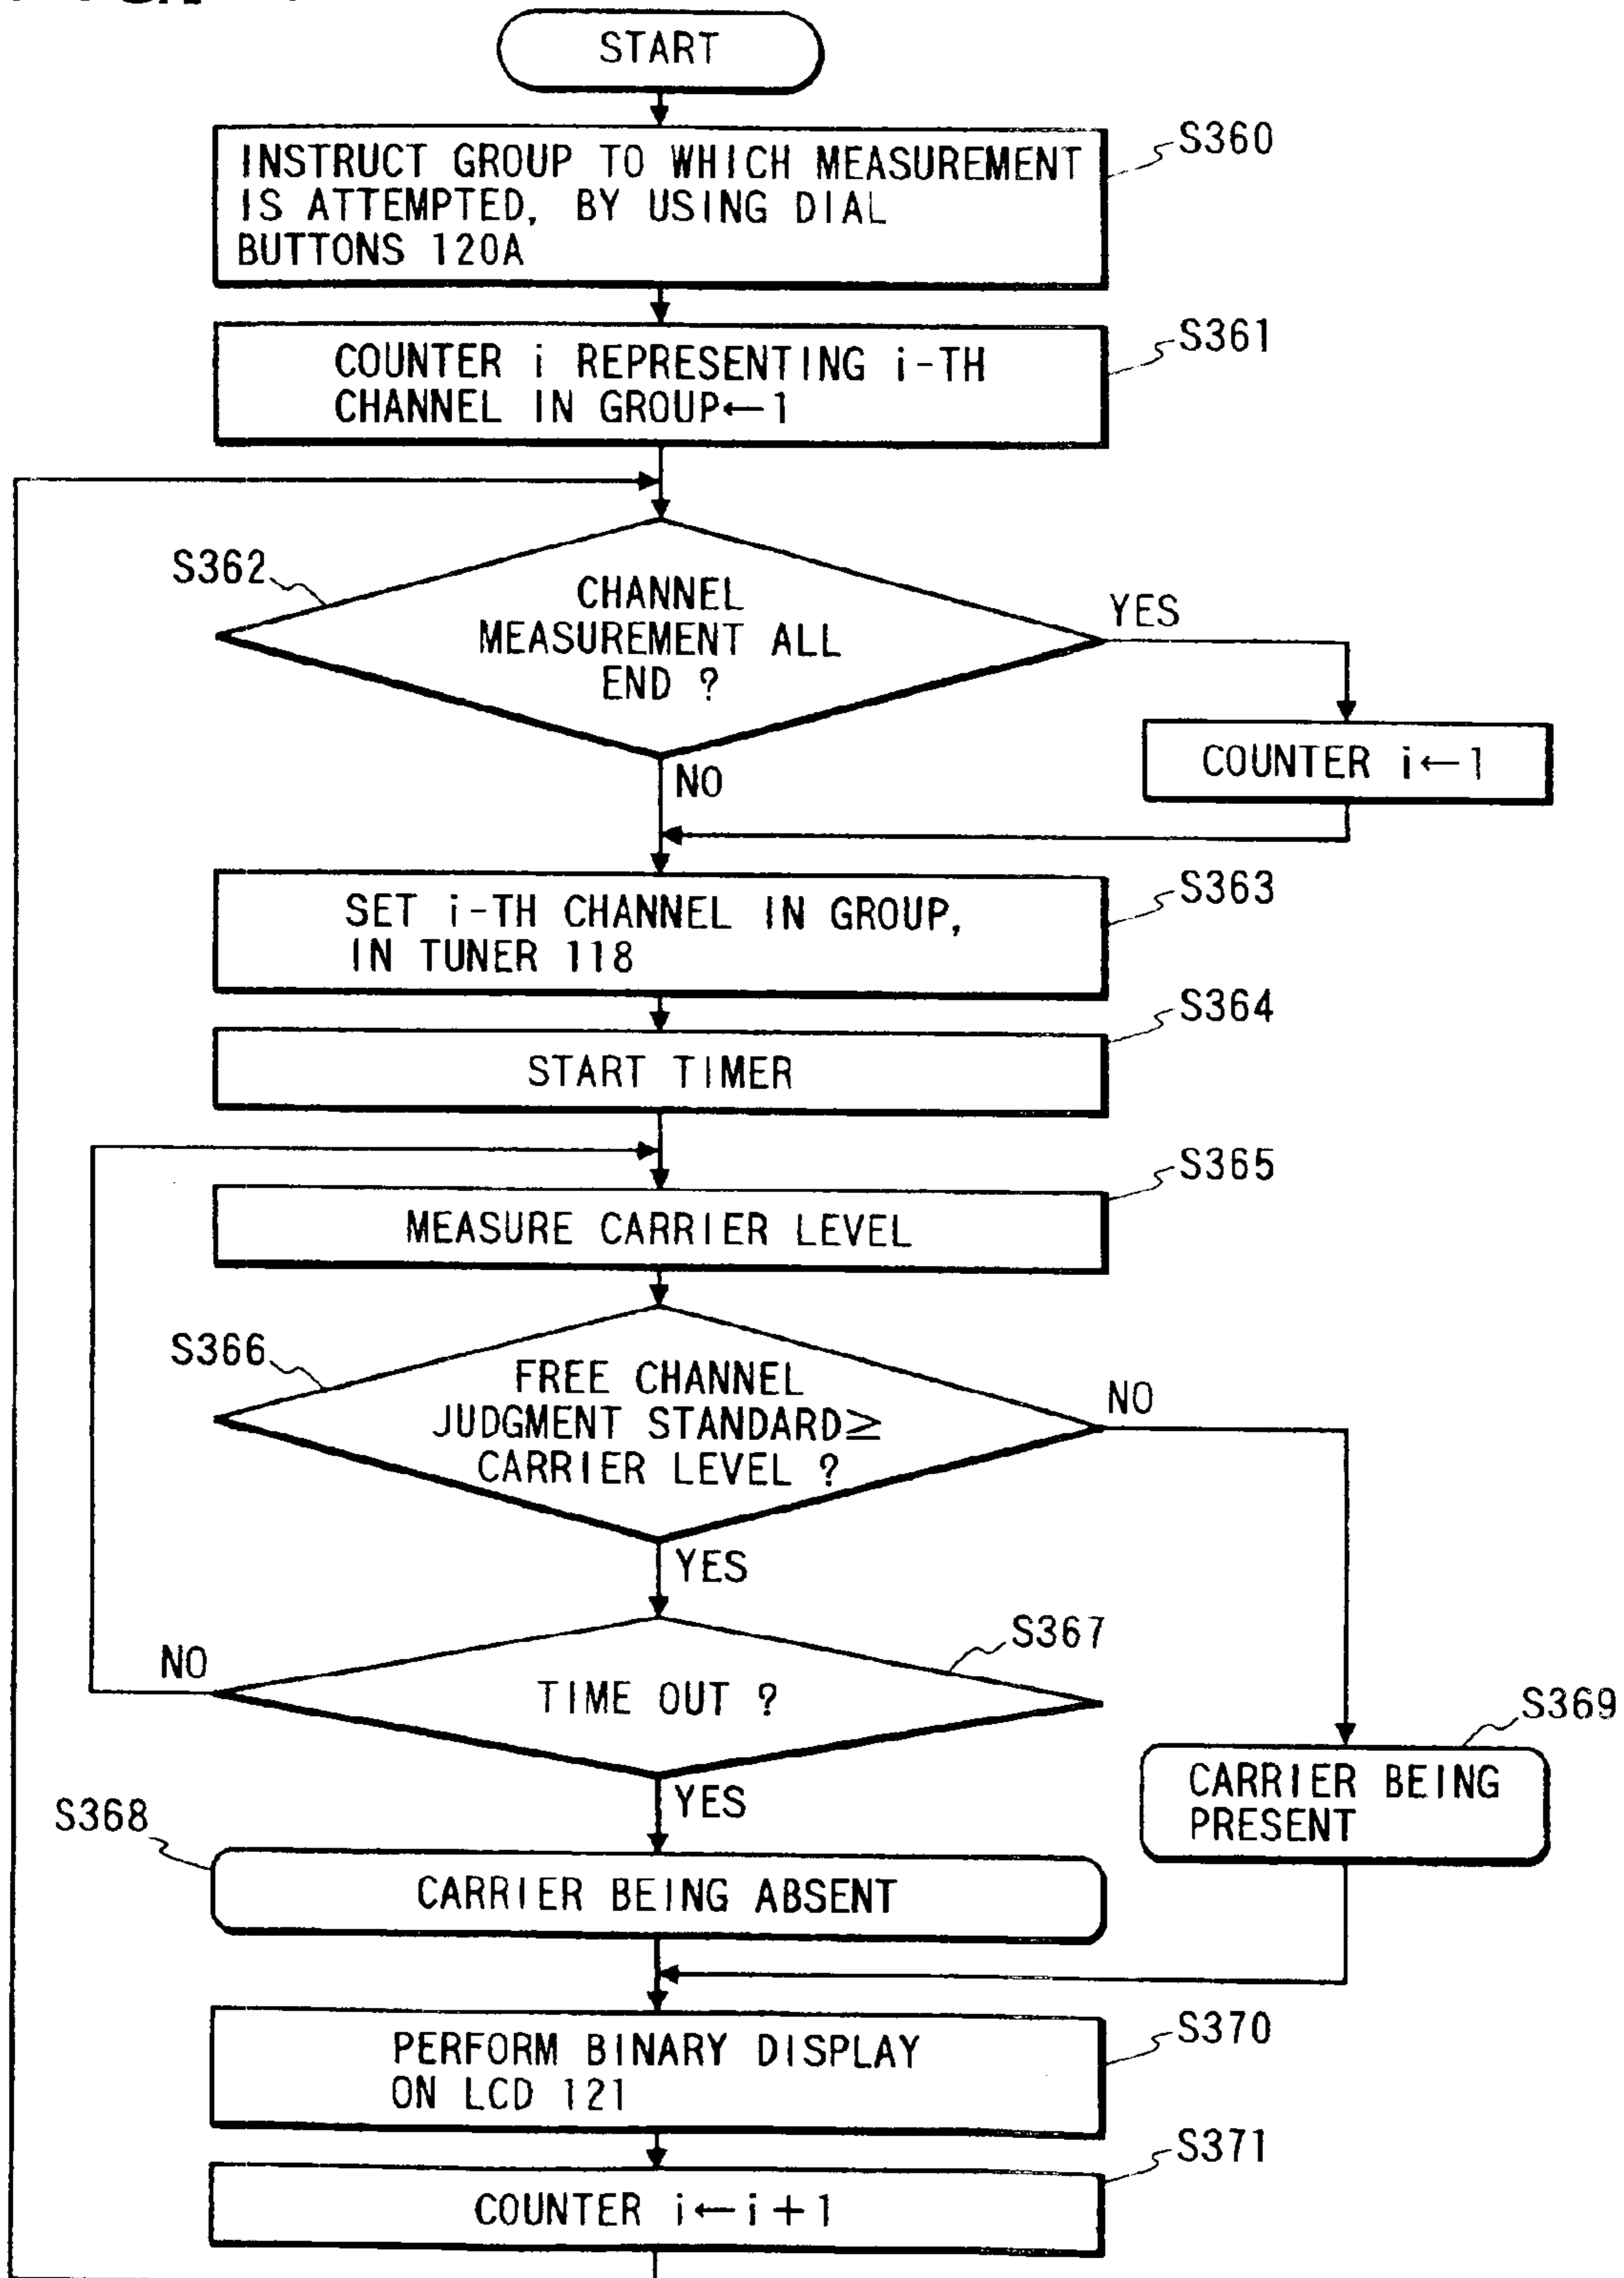 START
S360
INSTRUCT GROUP TO WHICH MEASUREMENT
IS ATTEMPTED, BY USING DIAL
BUTTONS 120A
S361
COUNTER i REPRESENTING i-TH
CHANNEL IN GROUP←1
S362
CHANNEL
MEASUREMENT ALL
END ?
YES
COUNTER i←1
NO
S363
SET i-TH CHANNEL IN GROUP,
IN TUNER 118
S364
START TIMER
S365
MEASURE CARRIER LEVEL
S366
FREE CHANNEL
JUDGMENT STANDARD≥
CARRIER LEVEL ?
NO
YES
S367
NO
TIME OUT ?
S369
CARRIER BEING
PRESENT
YES
S368
CARRIER BEING ABSENT
S370
PERFORM BINARY DISPLAY
ON LCD 121
S371
COUNTER i←i+1